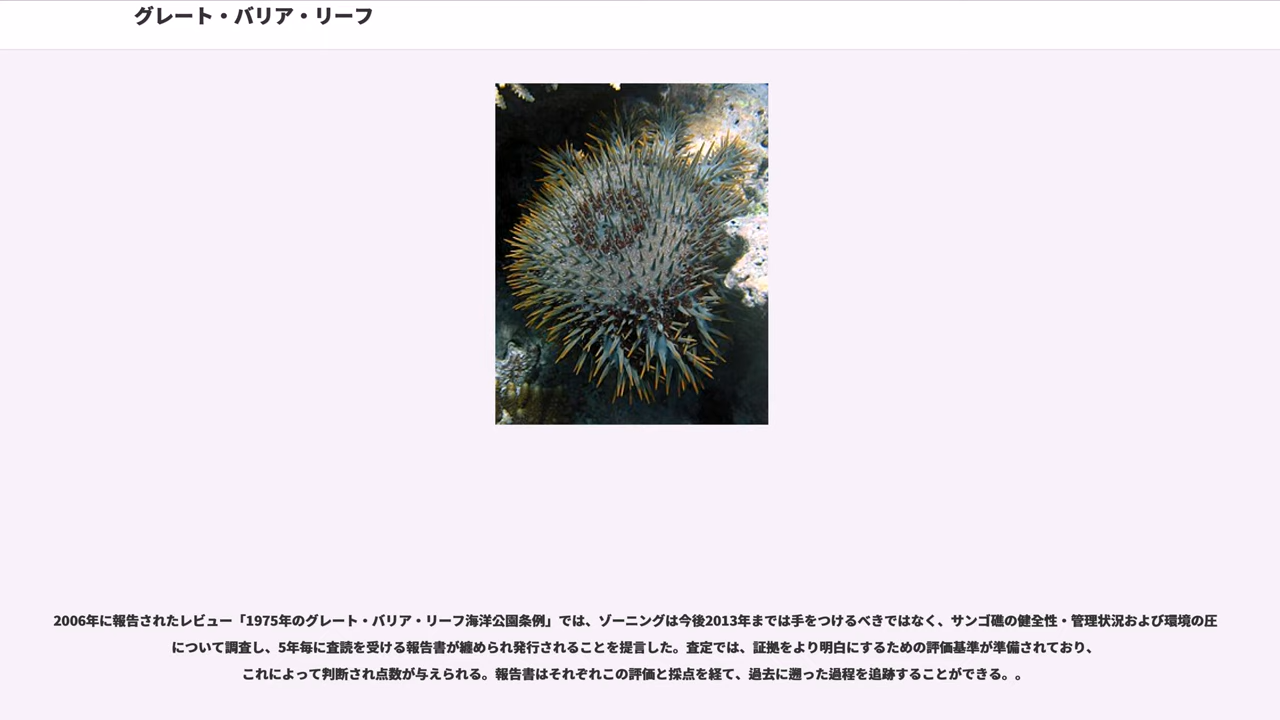 グレート・バリア・リーフ
2006年に報告されたレビュー「1975年のグレート・バリア・リーフ海洋公園条例」では、ゾーニングは今後2013年までは手をつけるべきではなく、サンゴ礁の健全性・管理状況および環境の圧
について調査し、5年毎に査読を受ける報告書が纏められ発行されることを提言した。査定では、証拠をより明白にするための評価基準が準備されており、
これによって判断され点数が与えられる。報告書はそれぞれこの評価と採点を経て、過去に遡った過程を追跡することができる。。